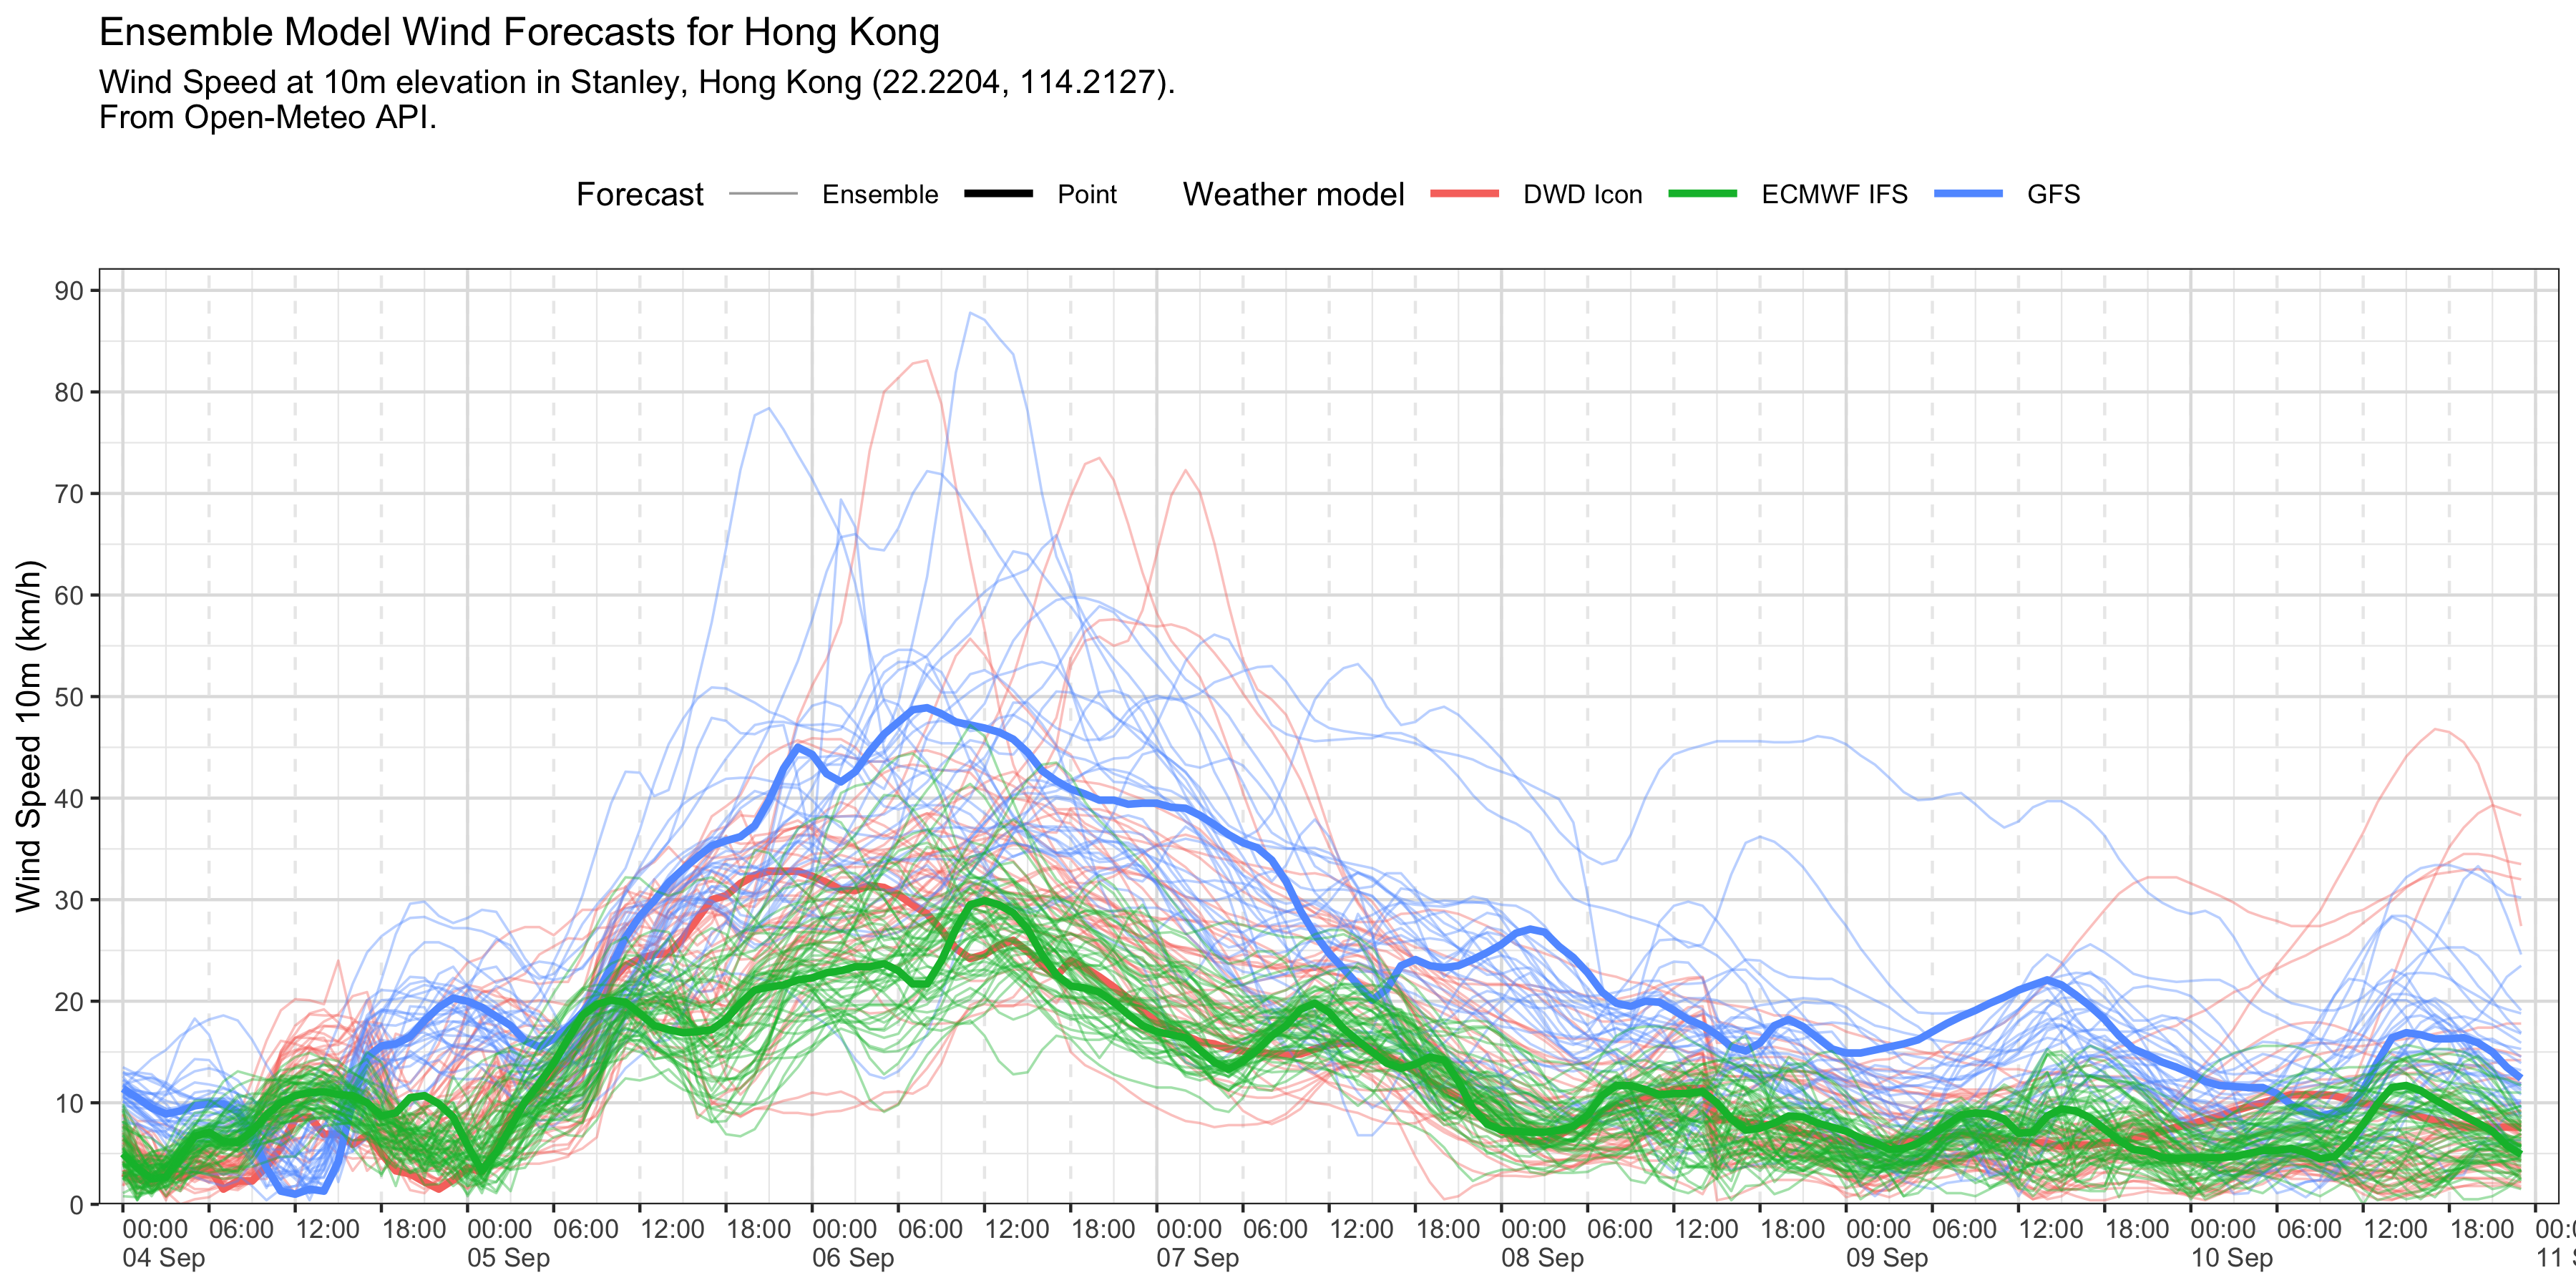 Ensemble Model Wind Forecasts for Hong Kong
Wind Speed at 10m elevation in Stanley, Hong Kong (22.2204, 114.2127).
From Open-Meteo API.
Forecast Ensemble Point Weather model DWD Icon ECMWF IFS GFS
Wind Speed 10m (km/h)
90
80
70
60
50
40
30
20
10
0
00:00 06:00 12:00 18:00 00:00 06:00 12:00 18:00 00:00 06:00 12:00 18:00 00:00 06:00 12:00 18:00 00:00 06:00 12:00 18:00 00:00 06:00 12:00 18:00 00:00 06:00 12:00 18:00 00:0
04 Sep 05 Sep 06 Sep 07 Sep 08 Sep 09 Sep 10 Sep 11 S